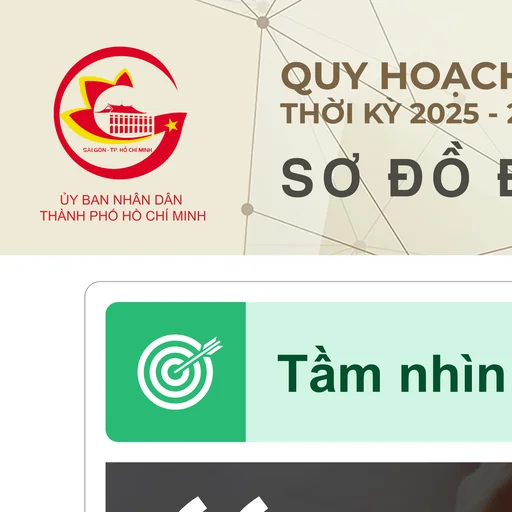 SÀI GÒN - TP. HỒ CHÍ MINH
ỦY BAN NHÂN DÂN
THÀNH PHỐ HỒ CHÍ MINH
QUY HOẠCH
THỜI KỲ 2025 -
SƠ ĐỒ
Tầm nhìn